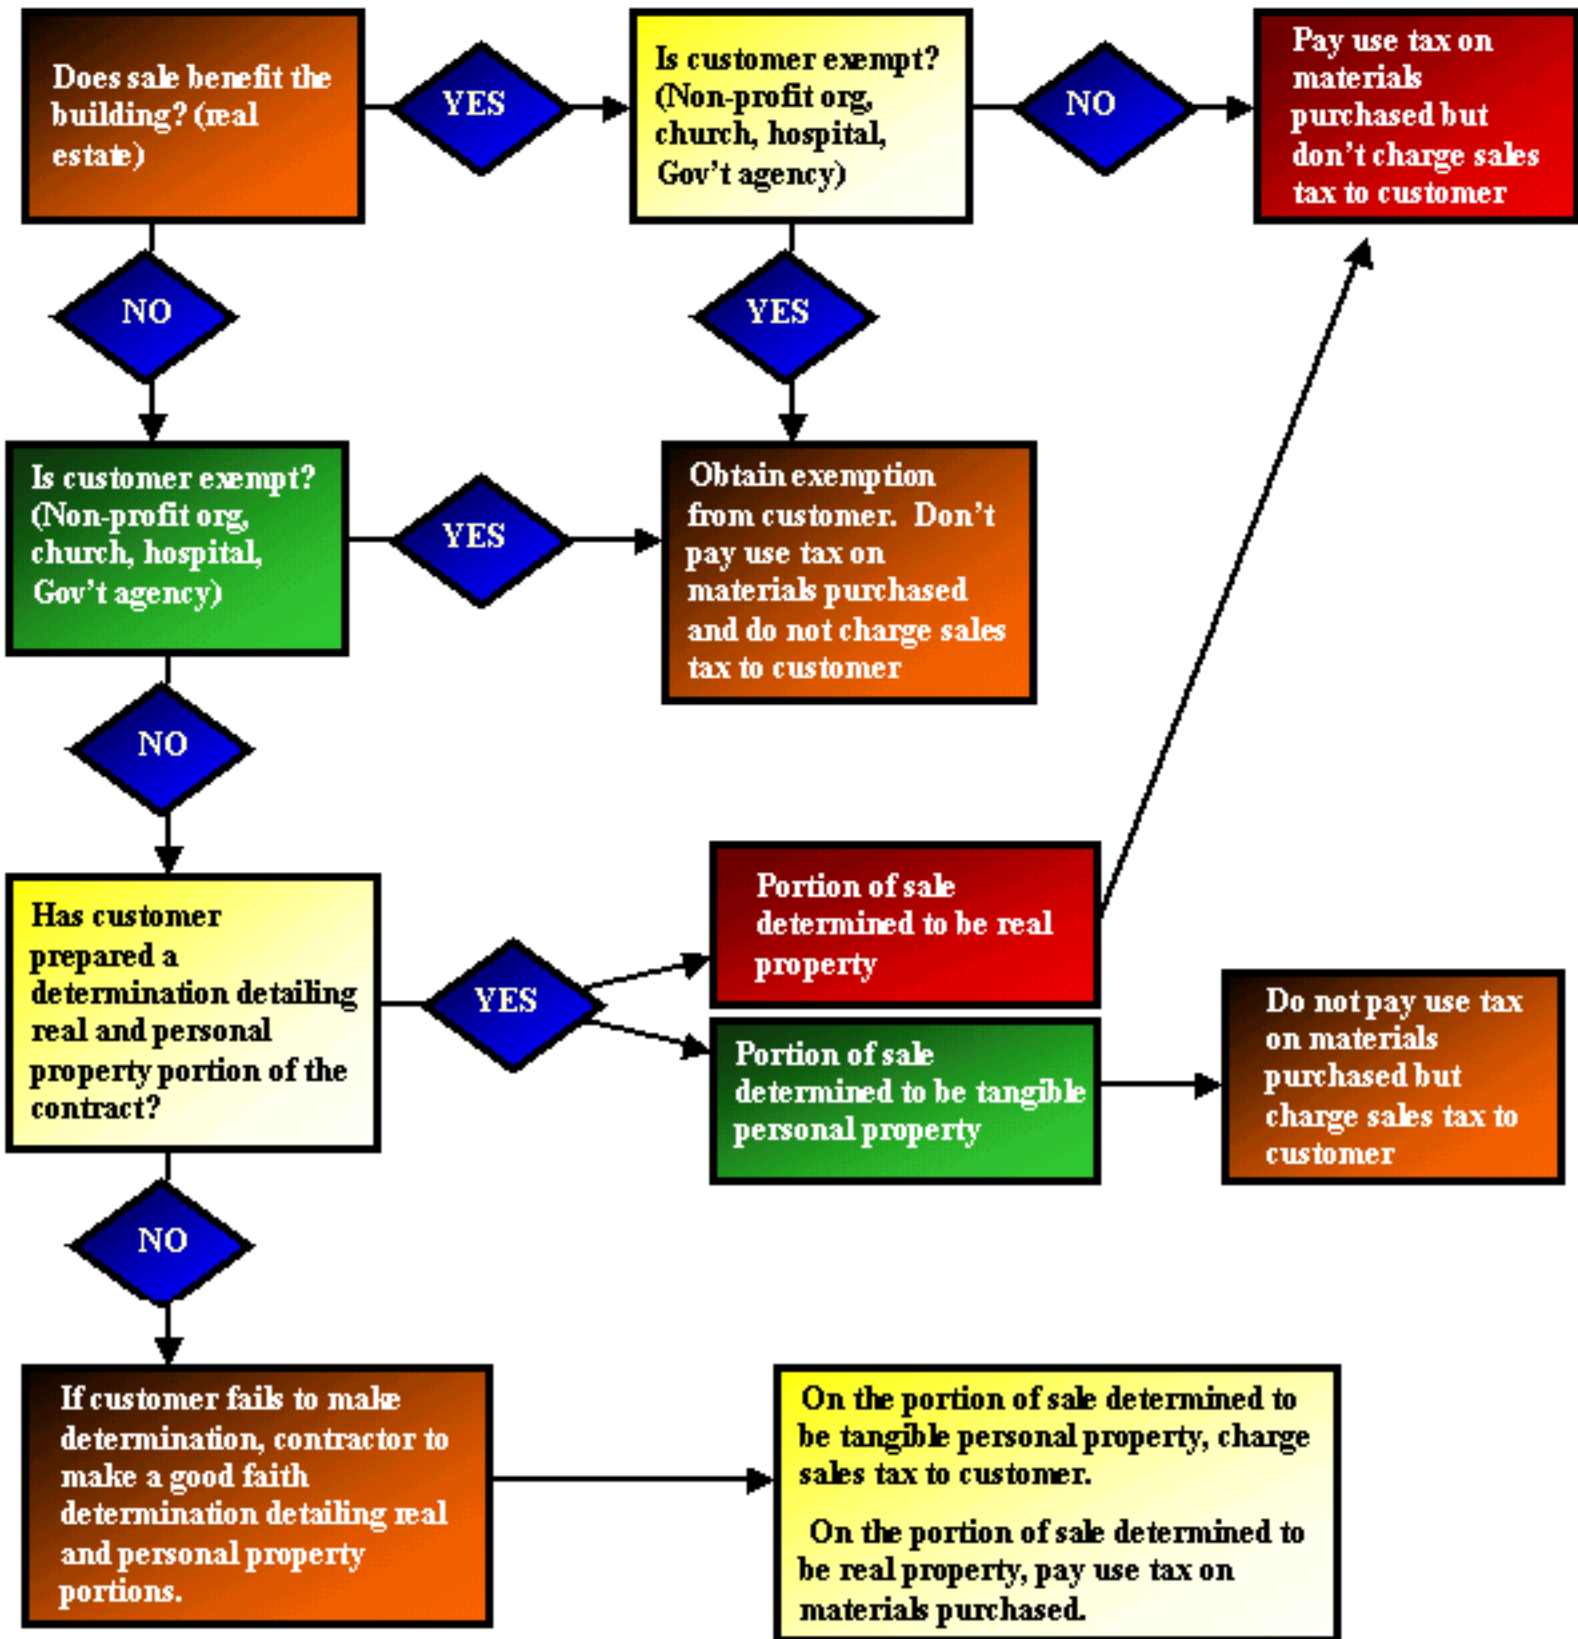 Does sale benefit the
building? (real
estate)
YES
Is customer exempt?
(Non-profit org,
church, hospital,
Gov't agency)
NO
Pay use tax on
materials
purchased but
don't charge sales
tax to customer
NO
YES
Is customer exempt?
(Non-profit org,
church, hospital,
Gov't agency)
YES
Obtain exemption
from customer.  Don't
pay use tax on
materials purchased
and do not charge sales
tax to customer
NO
Has customer
prepared a
determination detailing
real and personal
property portion of the
contract?
YES
Portion of sale
determined to be real
property
Portion of sale
determined to be tangible
personal property
Do not pay use tax
on materials
purchased but
charge sales tax to
customer
NO
If customer fails to make
determination, contractor to
make a good faith
determination detailing real
and personal property
portions.
On the portion of sale determined to
be tangible personal property, charge
sales tax to customer.
On the portion of sale determined to
be real property, pay use tax on
materials purchased.